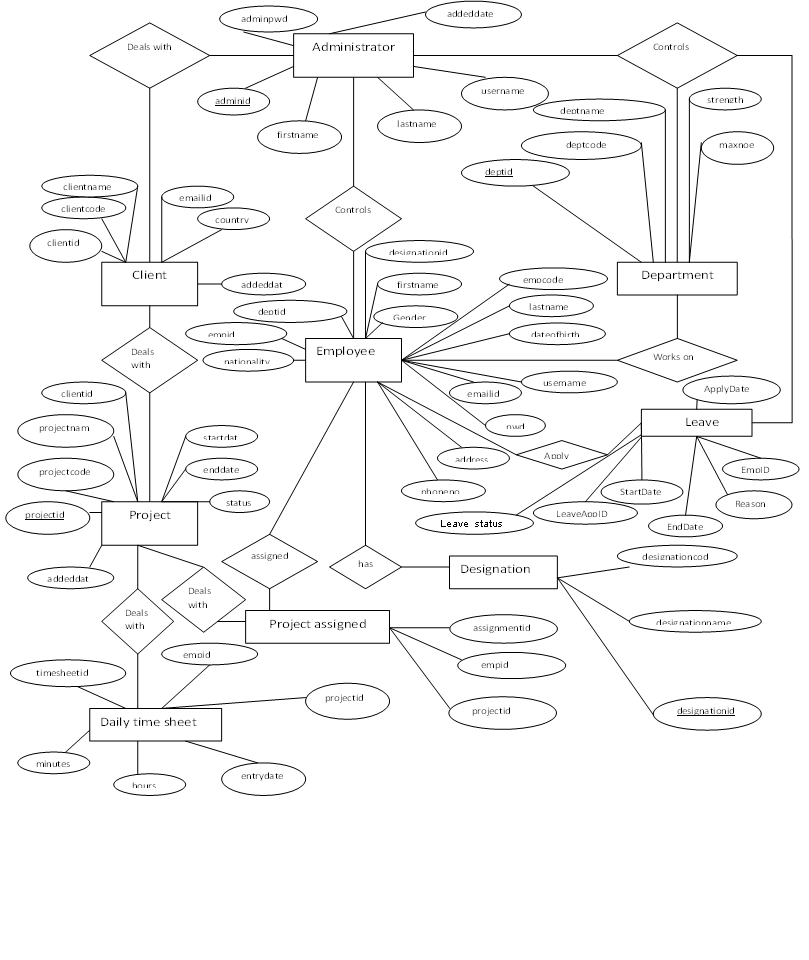 adminpwd
addeddate
Deals with
Administrator
Controls
username
adminid
deptname
strength
firstname
lastname
deptcode
maxnoe
deptid
clientname
emailid
clientcode
country
Controls
clientid
designationid
Client
Department
addeddat
firstname
empcode
deptid
Gender
lastname
empid
dateofbirth
Employee
Deals
with
nationality
Works on
username
ApplyDate
clientid
emailid
pwd
Leave
projectnam
startdat
address
Apply
projectcode
enddate
EmpID
phoneno
StartDate
status
Reason
projectid
Project
LeaveAppID
Leave status
EndDate
assigned
has
Designation
designationcod
addeddat
Deals
with
Deals
with
Project assigned
assignmentid
designationname
empid
empid
timesheetid
projectid
projectid
designationid
Daily time sheet
minutes
hours
entrydate